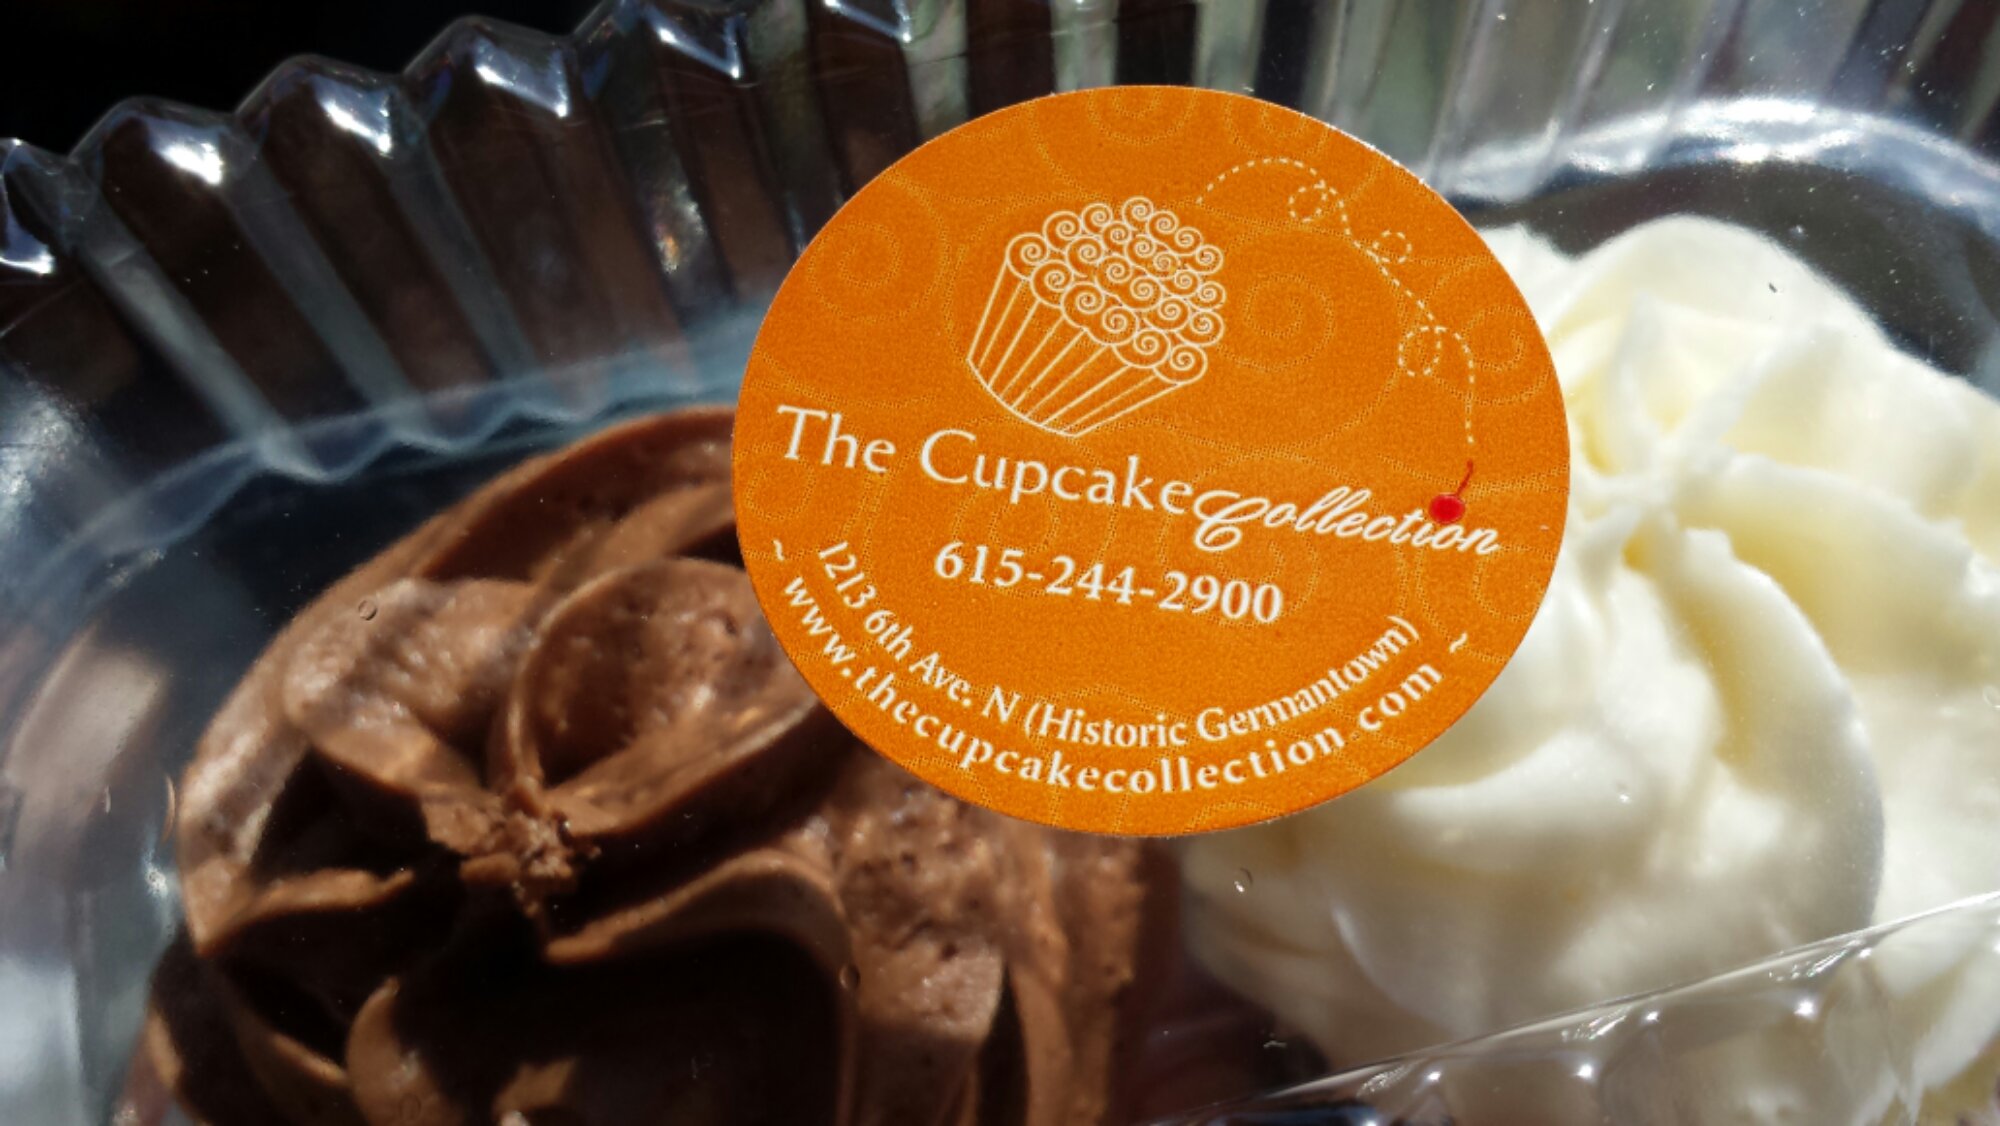 The Cupcake Collection
615-244-2900
1213 6th Ave. N (Historic Germantown)
~ www.thecupcakecollection.com ~